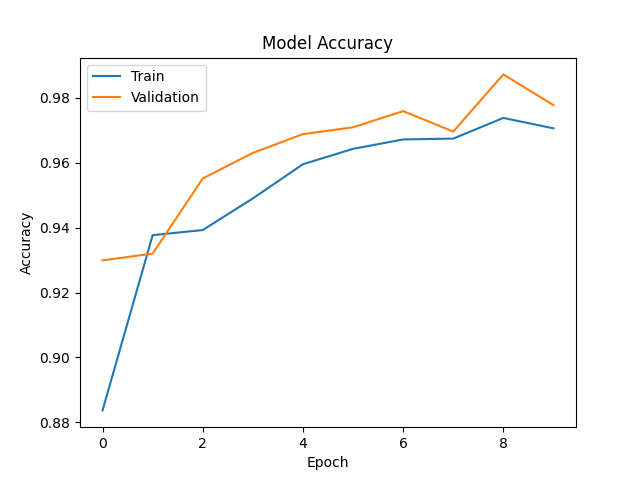 Model Accuracy
Train
Validation
0.98
0.96
0.94
0.92
0.90
0.88
Accuracy
0 2 4 6 8
Epoch